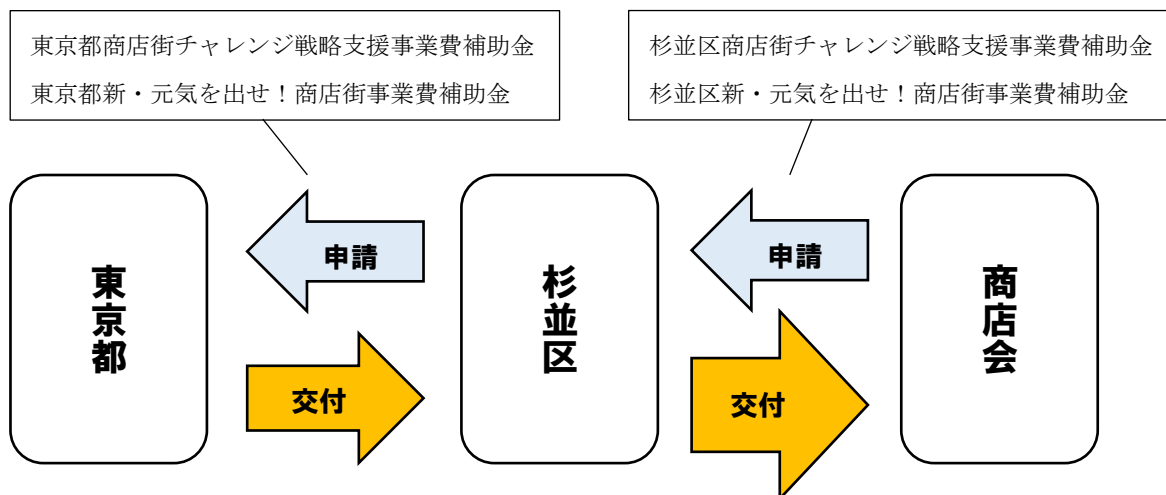 東京都商店街チャレンジ戦略支援事業費補助金
東京都新・元気を出せ！商店街事業費補助金
杉並区商店街チャレンジ戦略支援事業費補助金
杉並区新・元気を出せ！商店街事業費補助金
東京都
申請
交付
杉並区
申請
交付
商店会